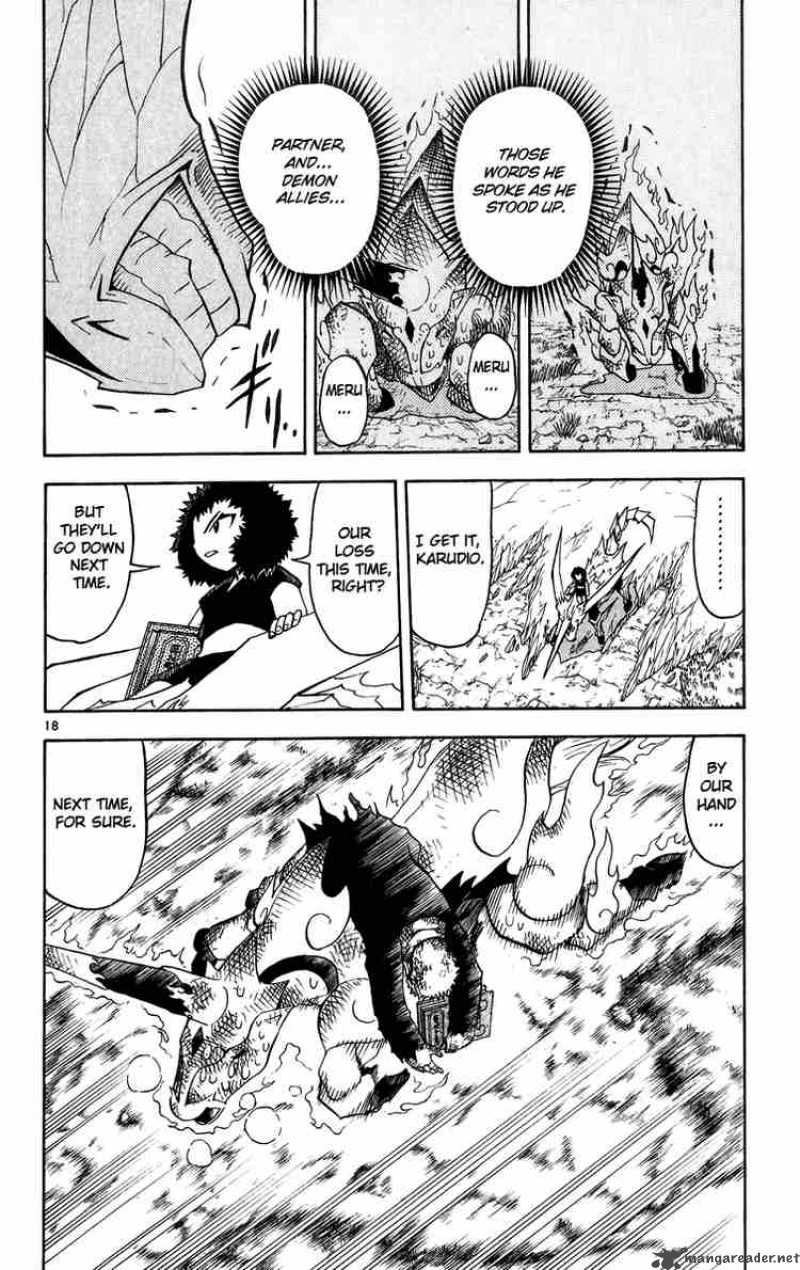 THOSE
WORDS HE
SPOKE AS HE
STOOD UP.
PARTNER,
AND...
DEMON
ALLIES...
MERU
...
MERU
...
.........
I GET IT,
KARUDIO.
OUR
LOSS
THIS TIME,
RIGHT?
BUT
THEY'LL
GO DOWN
NEXT
TIME.
18
BY
OUR
HAND
...
NEXT TIME,
FOR SURE.
mangareader.net